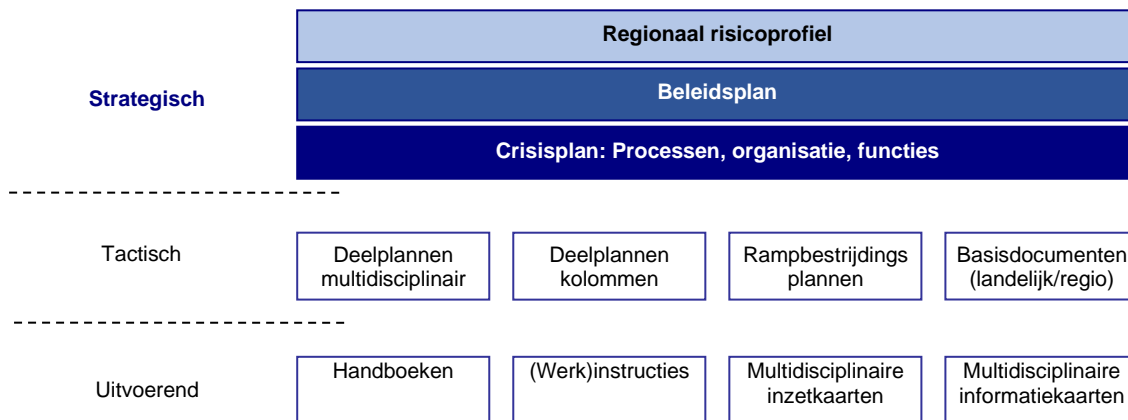 Regionaal risicoprofiel
Strategisch
Beleidsplan
Crisisplan: Processen, organisatie, functies
Tactisch
Deelplannen
multidisciplinair
Deelplannen
kolommen
Rampbestrijdings
plannen
Basisdocumenten
(landelijk/regio)
Uitvoerend
Handboeken
(Werk)instructies
Multidisciplinaire
inzetkaarten
Multidisciplinaire
informatiekaarten